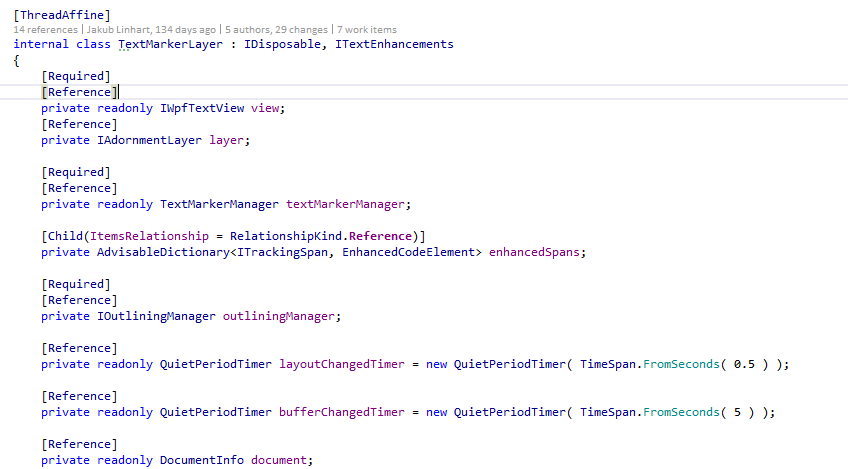 [ThreadAffine]
14 references | Jakub Linhart, 134 days ago | 5 authors, 29 changes | 7 work items
internal class TextMarkerLayer : IDisposable, ITextEnhancements
{
[Required]
[Reference]
private readonly IWpfTextView view;
[Reference]
private IAdornmentLayer layer;
[Required]
[Reference]
private readonly TextMarkerManager textMarkerManager;
[Child(ItemsRelationship = RelationshipKind.Reference)]
private AdvisableDictionary<ITrackingSpan, EnhancedCodeElement> enhancedSpans;
[Required]
[Reference]
private IOutliningManager outliningManager;
[Reference]
private readonly QuietPeriodTimer layoutChangedTimer = new QuietPeriodTimer( TimeSpan.FromSeconds( 0.5 ) );
[Reference]
private readonly QuietPeriodTimer bufferChangedTimer = new QuietPeriodTimer( TimeSpan.FromSeconds( 5 ) );
[Reference]
private readonly DocumentInfo document;